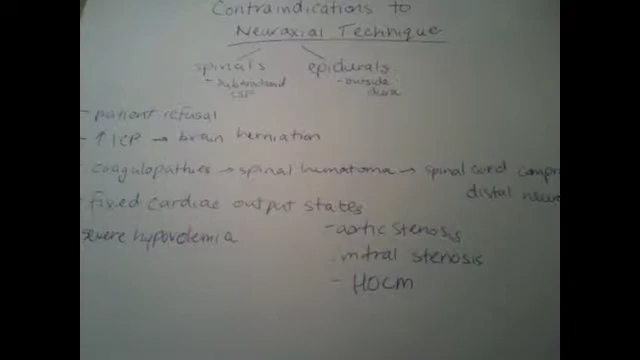 Contraindications to
Neuraxial Technique
spinals epidurals
- subarachnoid - outside
CSF dura
- patient refusal
- ↑ICP → brain herniation
- coagulopathies → spinal hematoma → spinal cord compr
distal neuro
- fixed cardiac output states
severe hypovolemia - aortic stenosis
- mitral stenosis
- HOCM